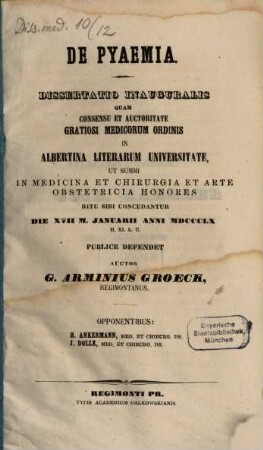 Diss. med. 10/12
DE PYAEMIA.
DISSERTATIO INAUGURALIS
QUAM
CONSENSU ET AUCTORITATE
GRATIOSI MEDICORUM ORDINIS
IN
ALBERTINA LITERARUM UNIVERSITATE,
UT SUMMI
IN MEDICINA ET CHIRURGIA ET ARTE
OBSTETRICIA HONORES
RITE SIBI CONCEDANTUR
DIE XVII M. JANUARII ANNI MDCCCLX
H. XI. L. C.
PUBLICE DEFENDET
AUCTOR
G. ARMINIUS GROECK,
REGIMONTANUS.
OPPONENTIBUS:
R. ANKERMANN, MED. ET CHIRURG. DR.
J. BOLLE, MED. ET CHIRURG. DR.
Bayerische
Staatsbibliothek
München
REGIMONTI PR.
TYPIS ACADEMICIS DALKOWSKIANIS.